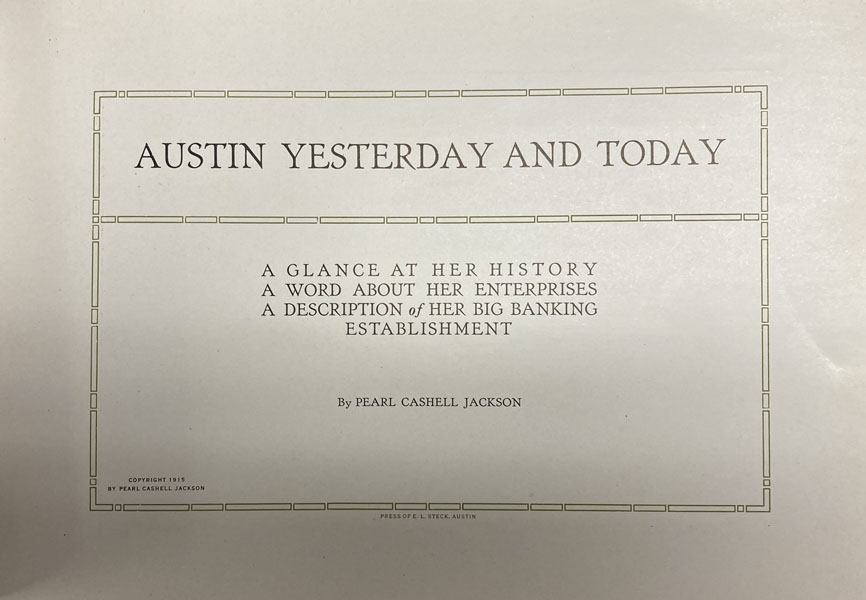 AUSTIN YESTERDAY AND TODAY
A GLANCE AT HER HISTORY
A WORD ABOUT HER ENTERPRISES
A DESCRIPTION of HER BIG BANKING
ESTABLISHMENT
By PEARL CASHELL JACKSON
COPYRIGHT 1915
BY PEARL CASHELL JACKSON
PRESS OF E. L. STECK, AUSTIN